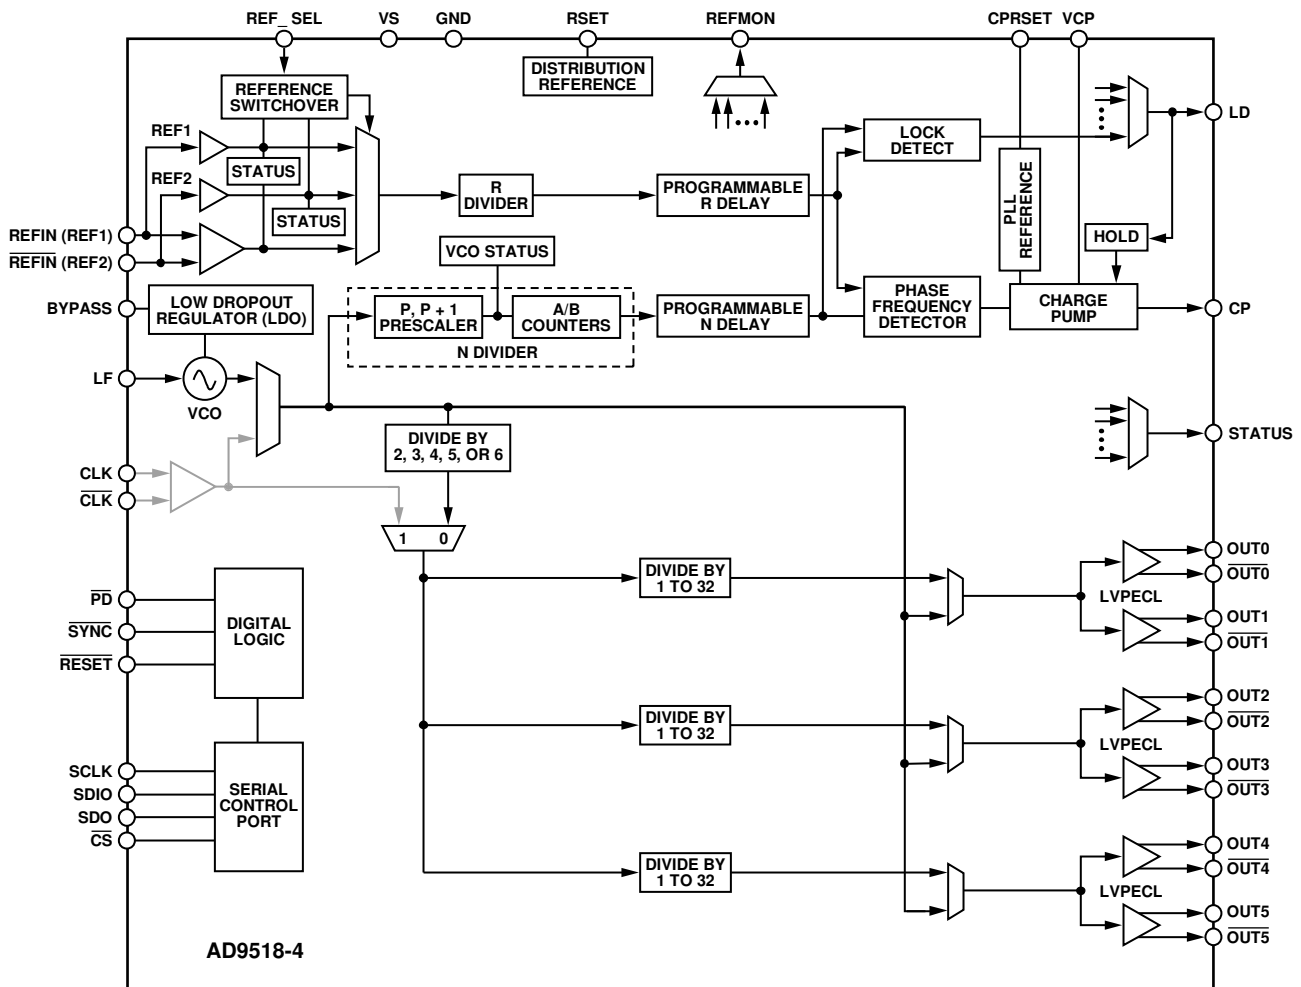 REF_ SEL
VS
GND
RSET
REFMON
CPRSET
VCP
DISTRIBUTION
REFERENCE
REFERENCE
SWITCHOVER
REF1
STATUS
REF2
STATUS
REFIN (REF1)
REFIN (REF2)
BYPASS
LF
LOW DROPOUT
REGULATOR (LDO)
VCO
R
DIVIDER
VCO STATUS
P, P + 1
PRESCALER
A/B
COUNTERS
N DIVIDER
PROGRAMMABLE
R DELAY
PROGRAMMABLE
N DELAY
LOCK
DETECT
PHASE
FREQUENCY
DETECTOR
PLL
REFERENCE
HOLD
CHARGE
PUMP
LD
CP
STATUS
CLK
CLK
DIVIDE BY
2, 3, 4, 5, OR 6
1
0
PD
SYNC
RESET
DIGITAL
LOGIC
SCLK
SDIO
SDO
CS
SERIAL
CONTROL
PORT
DIVIDE BY
1 TO 32
LVPECL
OUT0
OUT0
OUT1
OUT1
DIVIDE BY
1 TO 32
LVPECL
OUT2
OUT2
OUT3
OUT3
DIVIDE BY
1 TO 32
LVPECL
OUT4
OUT4
OUT5
OUT5
AD9518-4